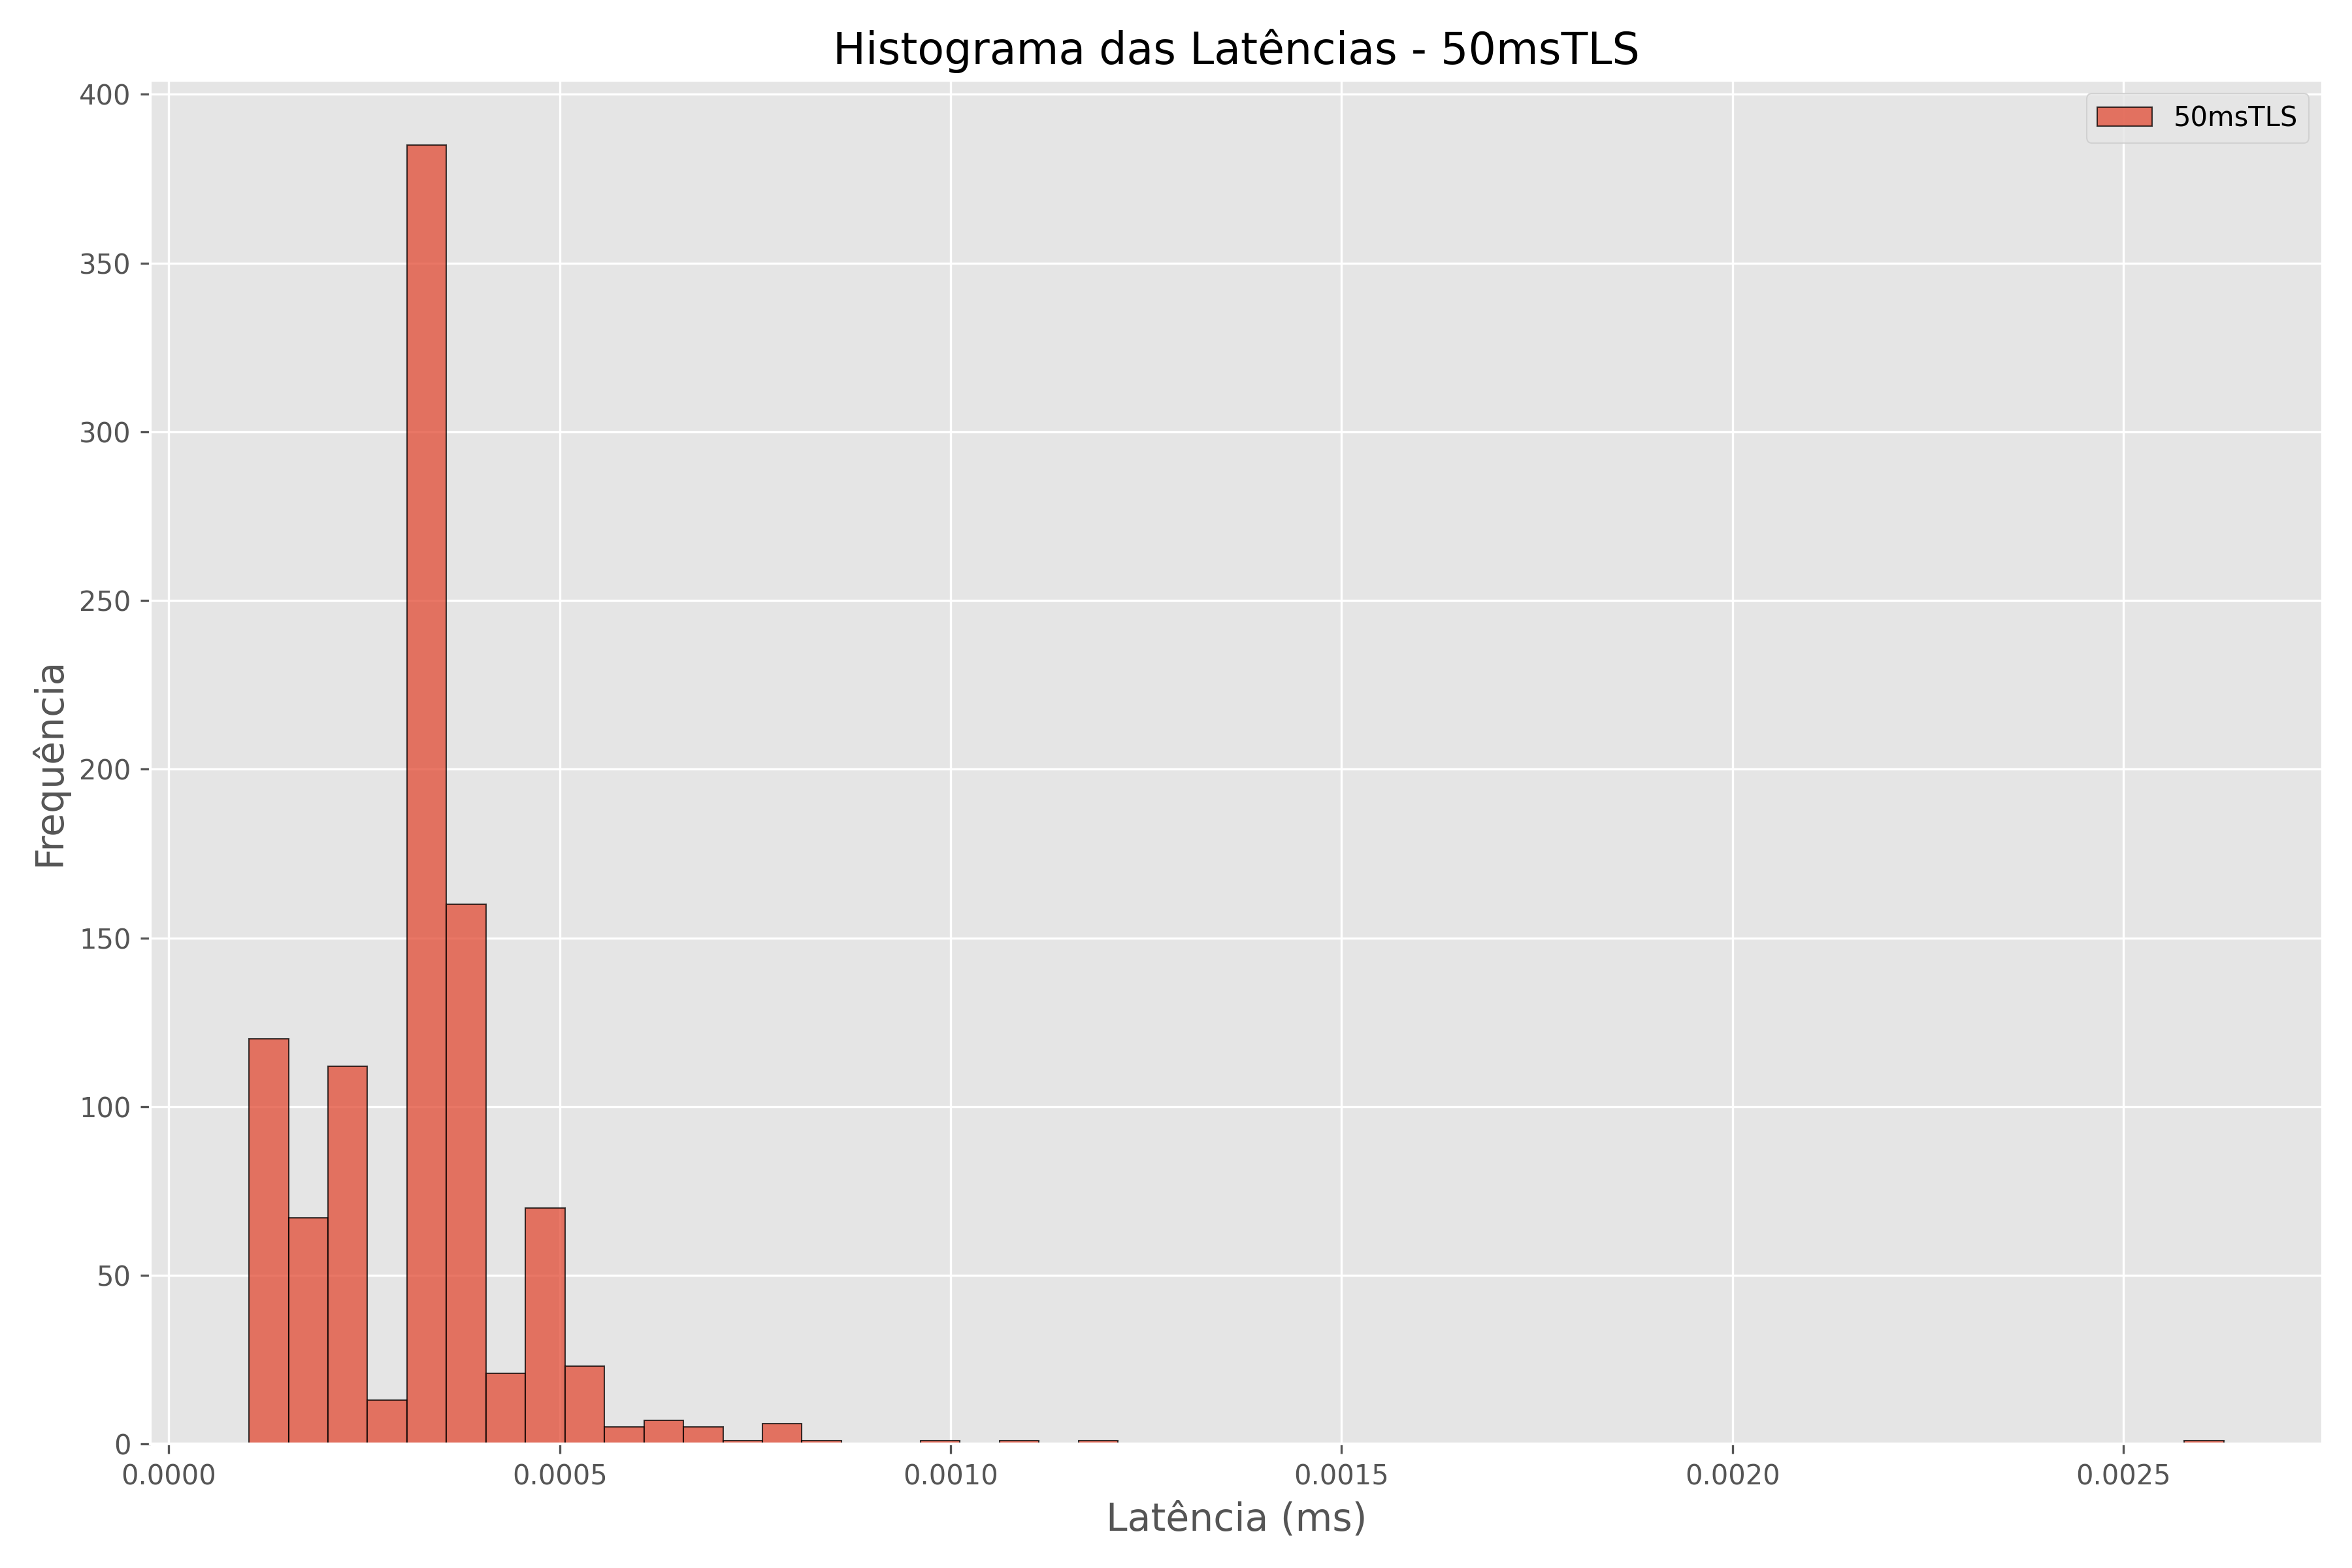 Histograma das Latências - 50msTLS
50msTLS
400
350
300
250
200
150
100
50
0
Frequência
0.0000 0.0005 0.0010 0.0015 0.0020 0.0025
Latência (ms)